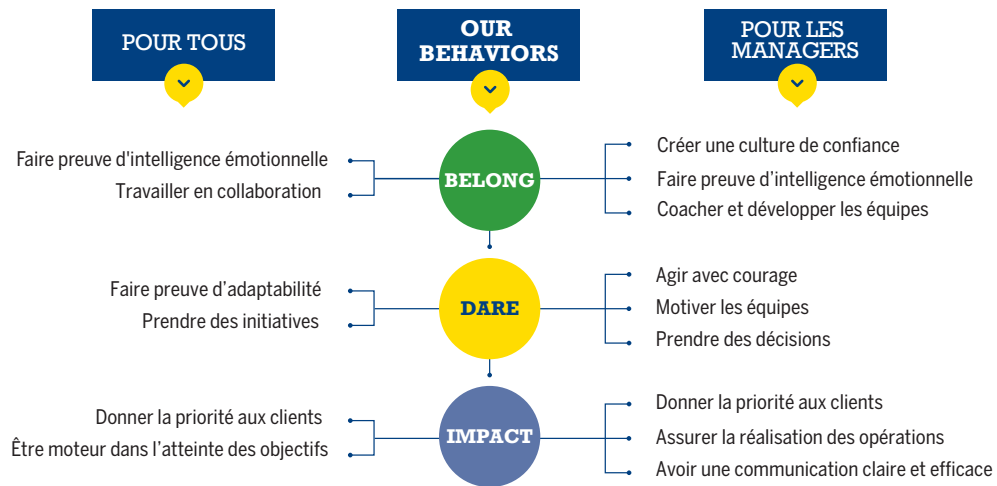 POUR TOUS
OUR
BEHAVIORS
POUR LES
MANAGERS
Faire preuve d'intelligence émotionnelle
Travailler en collaboration
BELONG
Créer une culture de confiance
Faire preuve d’intelligence émotionnelle
Coacher et développer les équipes
Faire preuve d’adaptabilité
Prendre des initiatives
DARE
Agir avec courage
Motiver les équipes
Prendre des décisions
Donner la priorité aux clients
Être moteur dans l’atteinte des objectifs
IMPACT
Donner la priorité aux clients
Assurer la réalisation des opérations
Avoir une communication claire et efficace